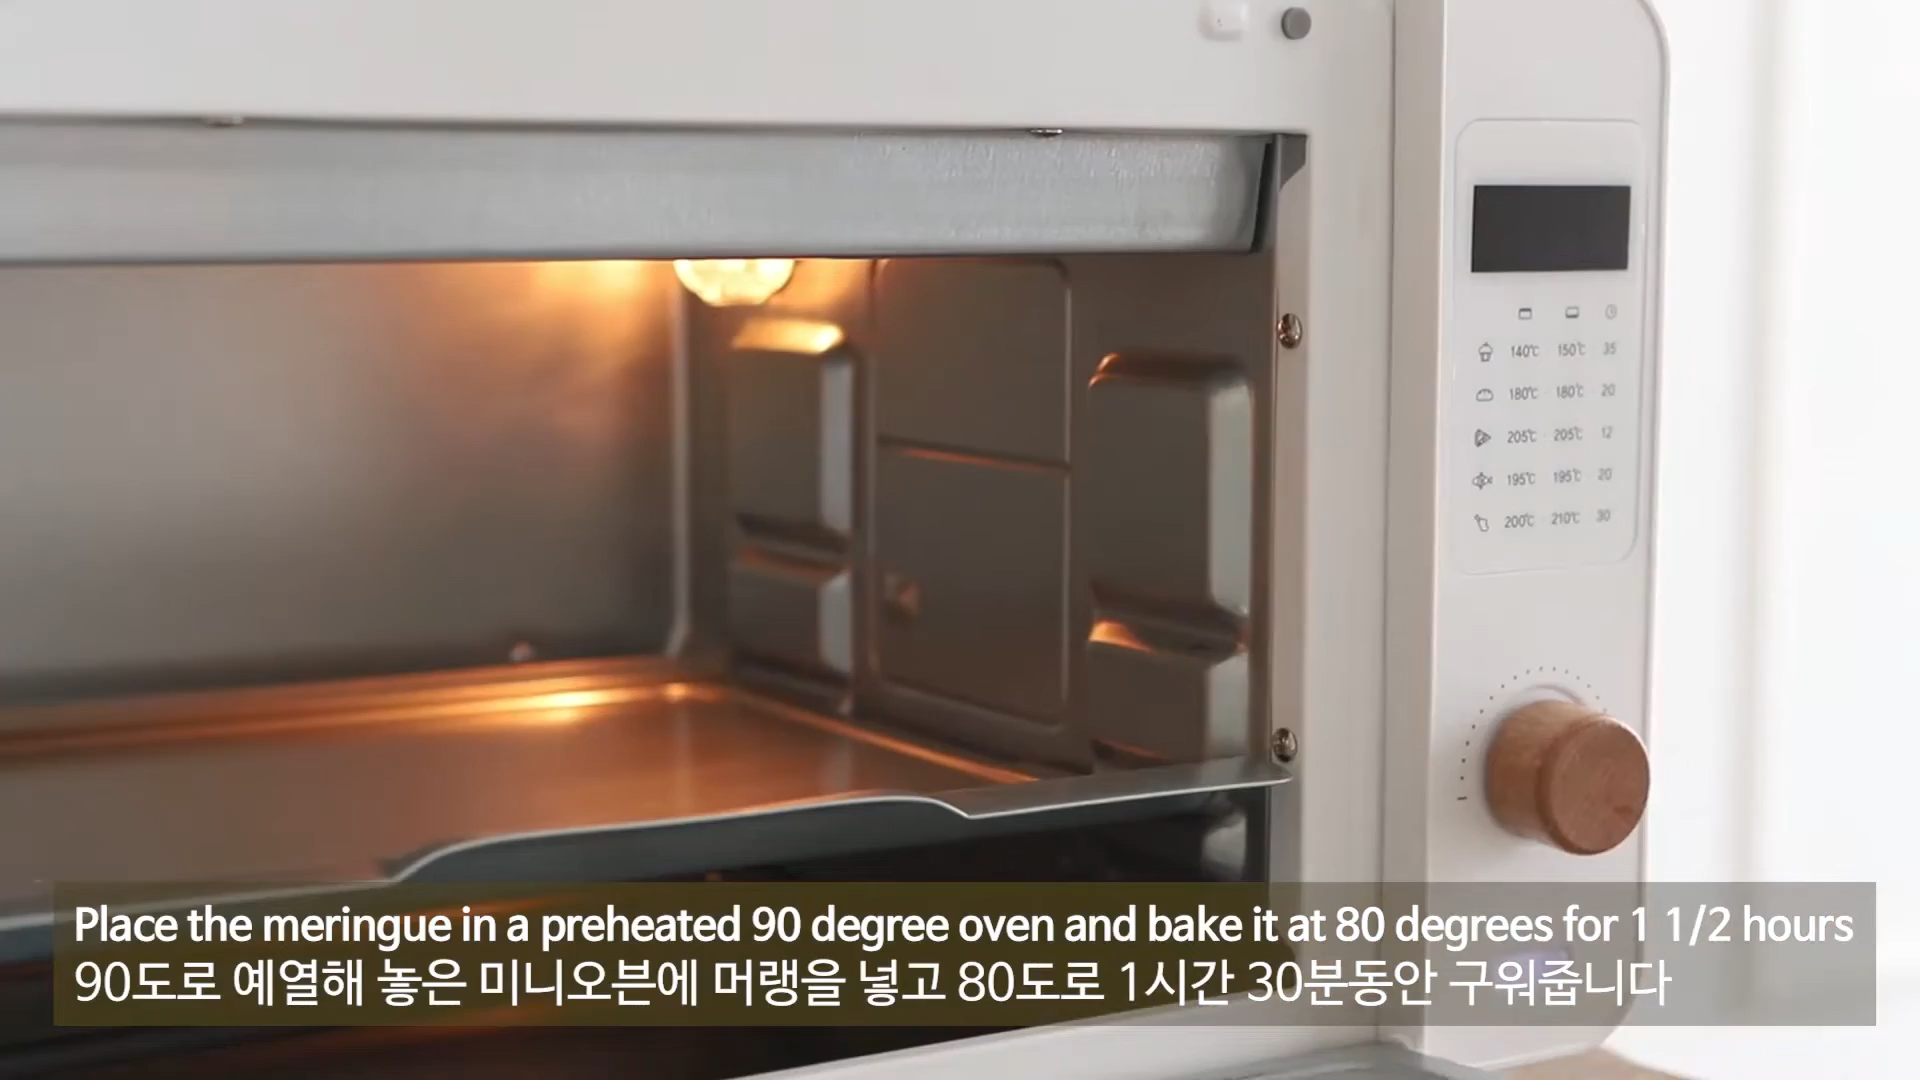 140℃ 150℃ 35
180℃ 180℃ 20
205℃ 205℃ 12
195℃ 195℃ 20
200℃ 210℃ 30
Place the meringue in a preheated 90 degree oven and bake it at 80 degrees for 1 1/2 hours
90도로 예열해 놓은 미니오븐에 머랭을 넣고 80도로 1시간 30분동안 구워줍니다